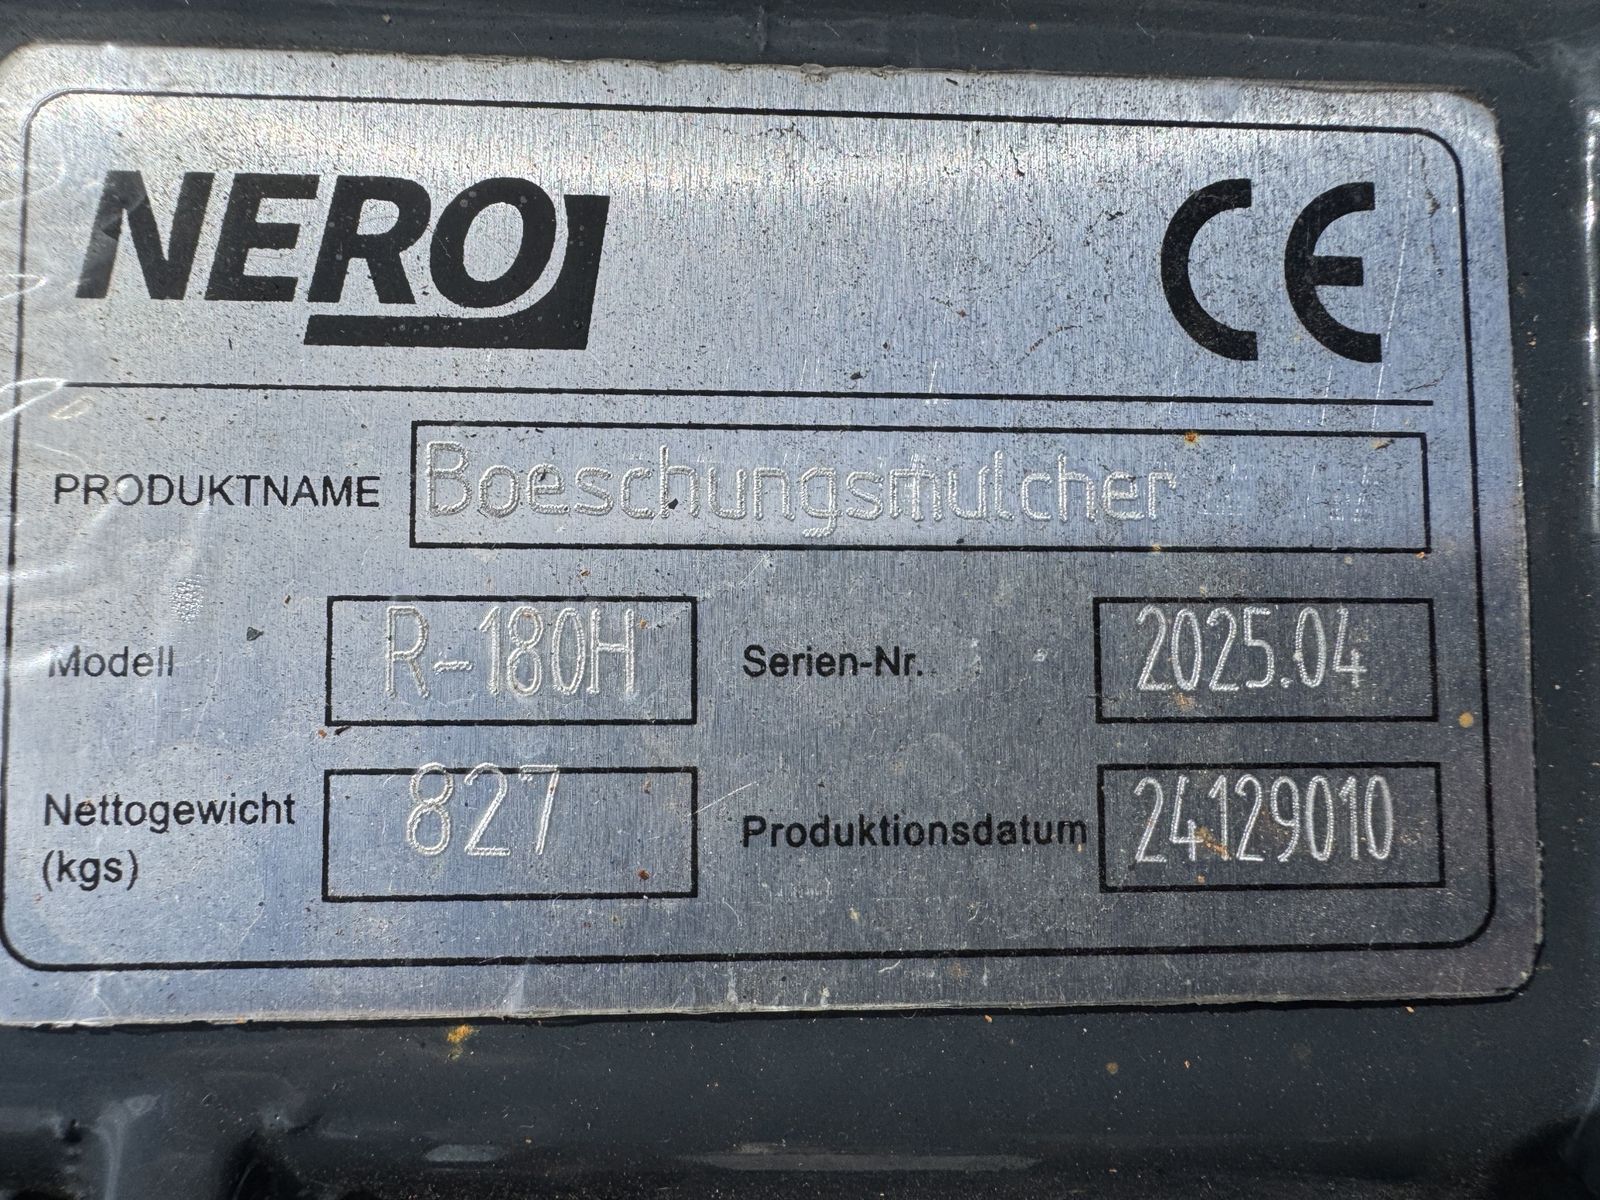 NERO CE
PRODUKTNAME Boeschungsmulcher
Modell R-180H Serien-Nr. 2025.04
Nettogewicht (kgs) 827 Produktionsdatum 24129010